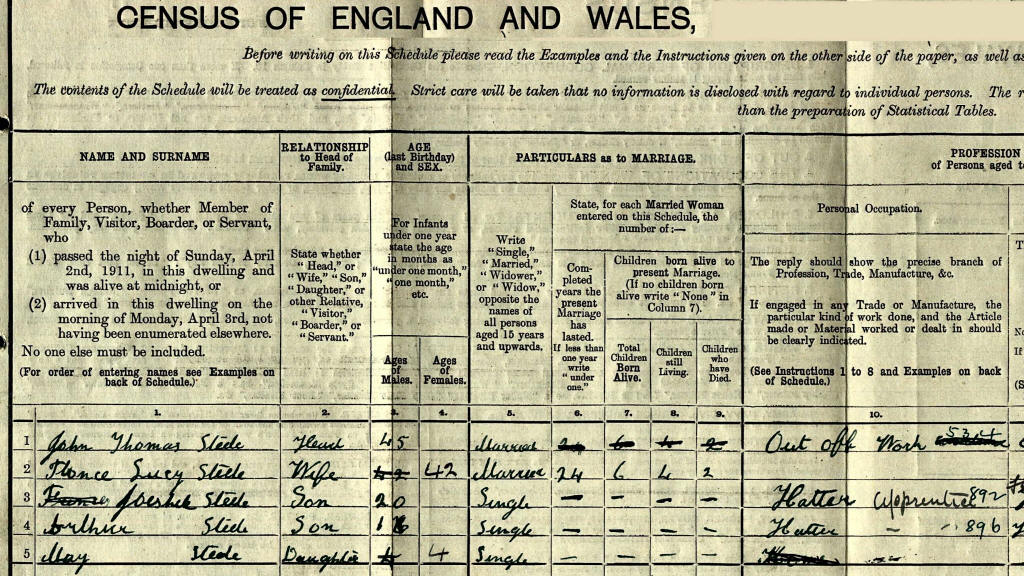 CENSUS OF ENGLAND AND WALES,
Before writing on this Schedule please read the Examples and the Instructions given on the other side of the paper, as well as
The contents of the Schedule will be treated as confidential. Strict care will be taken that no information is disclosed with regard to individual persons. The r
than the preparation of Statistical Tables.
NAME AND SURNAME
RELATIONSHIP
to Head of
Family.
AGE
(last Birthday)
and SEX.
PARTICULARS as to MARRIAGE.
PROFESSION
of Persons aged t
of every Person, whether Member of
Family, Visitor, Boarder, or Servant,
who
(1) passed the night of Sunday, April
2nd, 1911, in this dwelling and
was alive at midnight, or
(2) arrived in this dwelling on the
morning of Monday, April 3rd, not
having been enumerated elsewhere.
No one else must be included.
(For order of entering names see Examples on
back of Schedule.)
State whether
"Head," or
"Wife," "Son,"
"Daughter," or
other Relative,
"Visitor,"
"Boarder," or
"Servant."
For Infants
under one year
state the age
in months as
"under one month,"
"one month,"
etc.
Ages
of
Males.
Ages
of
Females.
Write
"Single,"
"Married,"
"Widower,"
or "Widow,"
opposite the
names of
all persons
aged 15 years
and upwards.
State, for each Married Woman
entered on this Schedule, the
number of:—
Com-
pleted
years the
present
Marriage
has
lasted.
If less than
one year
write
"under
one."
Children born alive to
present Marriage.
(If no children born
alive write "None" in
Column 7).
Total
Children
Born
Alive.
Children
still
Living.
Children
who
have
Died.
Personal Occupation.
The reply should show the precise branch of
Profession, Trade, Manufacture, &c.
If engaged in any Trade or Manufacture, the
particular kind of work done, and the Article
made or Material worked or dealt in should
be clearly indicated.
(See Instructions 1 to 8 and Examples on back
of Schedule.)
1. 2. 3. 4. 5. 6. 7. 8. 9. 10.
1 John Thomas Stede Head 45 Married 24 6 4 2 Out off Work
2 Lucy Stede Wife 42 Married 24 6 4 2
3 Stede Son 20 Single — — — — Hatter Apprentice 892
4 Arthur Stede Son Single — — — — Hatter — 896
5 May Stede Daughter 4 Single — — — —